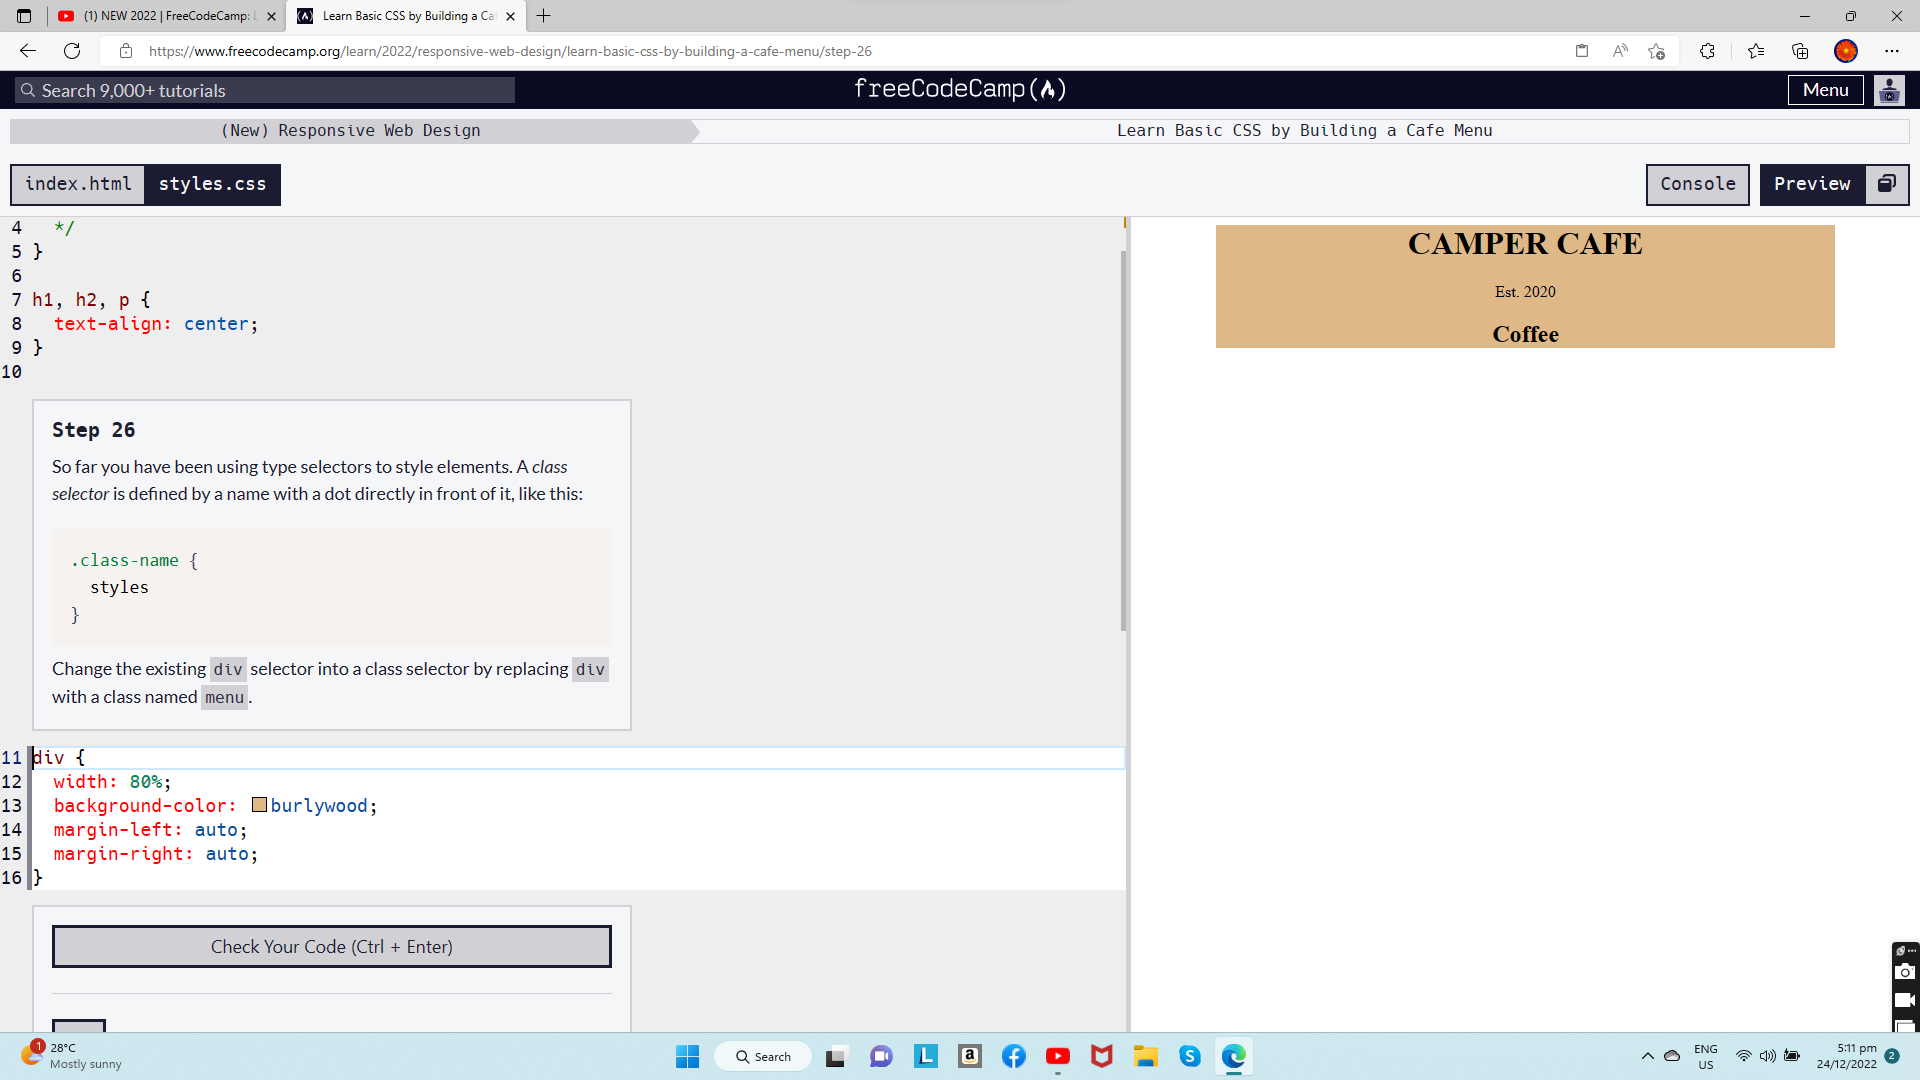 (1) NEW 2022 | FreeCodeCamp:
Learn Basic CSS by Building a Ca
https://www.freecodecamp.org/learn/2022/responsive-web-design/learn-basic-css-by-building-a-cafe-menu/step-26
Search 9,000+ tutorials
freeCodeCamp
Menu
(New) Responsive Web Design
Learn Basic CSS by Building a Cafe Menu
index.html
styles.css
Console
Preview
4 */
5 }
6
7 h1, h2, p {
8 text-align: center;
9 }
10
Step 26
So far you have been using type selectors to style elements. A class
selector is defined by a name with a dot directly in front of it, like this:
.class-name {
styles
}
Change the existing div selector into a class selector by replacing div
with a class named menu.
11 div {
12 width: 80%;
13 background-color: burlywood;
14 margin-left: auto;
15 margin-right: auto;
16 }
Check Your Code (Ctrl + Enter)
CAMPER CAFE
Est. 2020
Coffee
1
28°C
Mostly sunny
Search
L
a
S
ENG
US
5:11 pm
24/12/2022
2